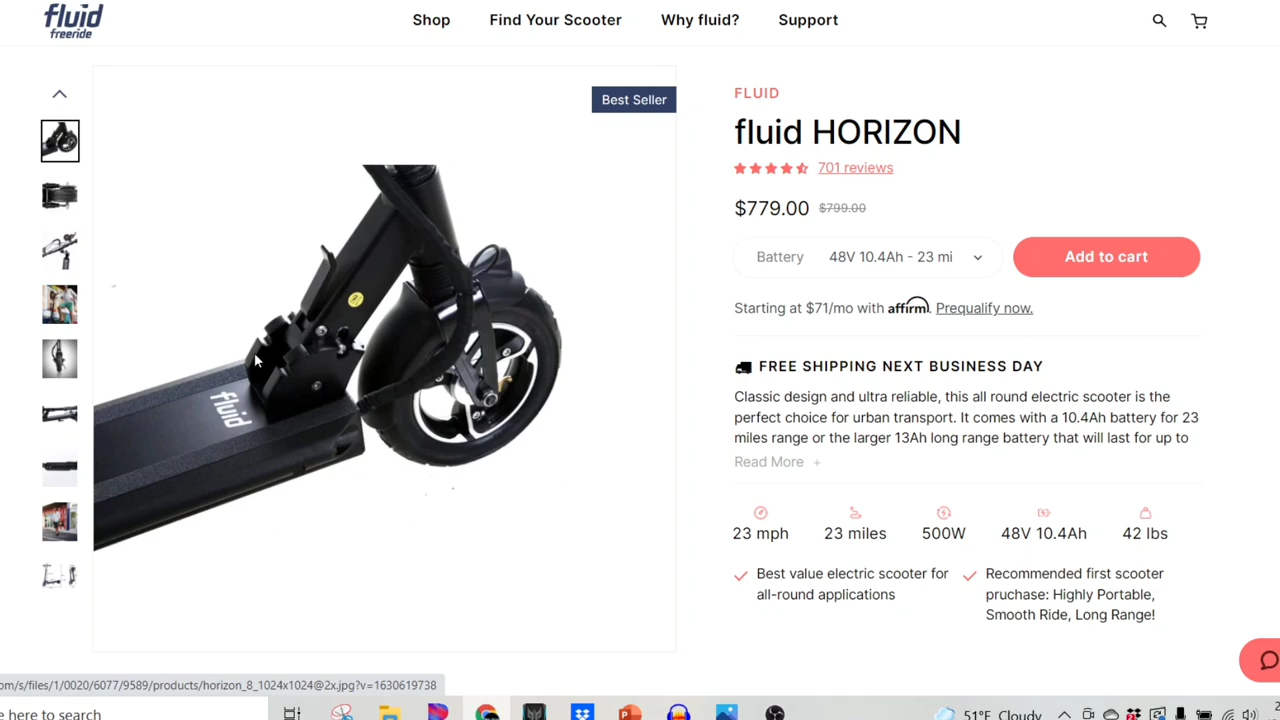 fluid
freeride
Shop
Find Your Scooter
Why fluid?
Support
Best Seller
fluid
FLUID
fluid HORIZON
701 reviews
$779.00 $799.00
Battery 48V 10.4Ah - 23 mi
Add to cart
Starting at $71/mo with affirm. Prequalify now.
FREE SHIPPING NEXT BUSINESS DAY
Classic design and ultra reliable, this all round electric scooter is the
perfect choice for urban transport. It comes with a 10.4Ah battery for 23
miles range or the larger 13Ah long range battery that will last for up to
Read More +
23 mph
23 miles
500W
48V 10.4Ah
42 lbs
Best value electric scooter for
all-round applications
Recommended first scooter
pruchase: Highly Portable,
Smooth Ride, Long Range!
om/s/files/1/0020/6077/9589/products/horizon_8_1024x1024@2x.jpg?v=1630619738
e here to search
51°F Cloudy